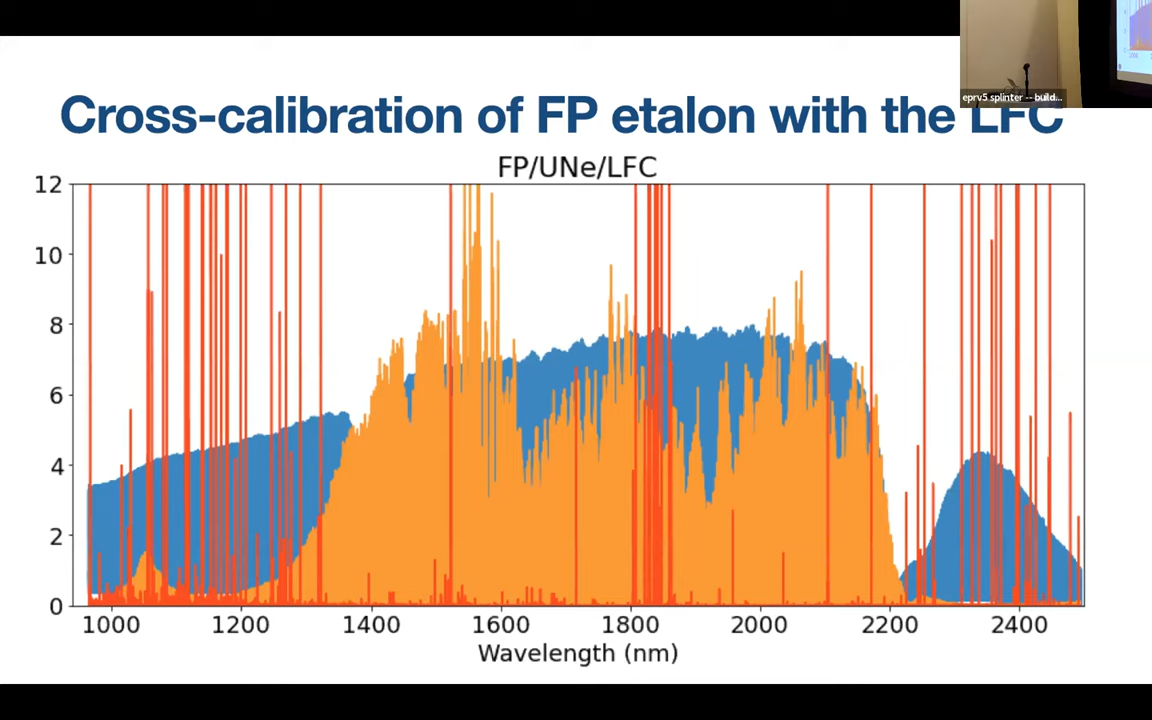 Cross-calibration of FP etalon with the LFC
eprv5 splinter -- build...
FP/UNe/LFC
12
10
8
6
4
2
0
1000 1200 1400 1600 1800 2000 2200 2400
Wavelength (nm)